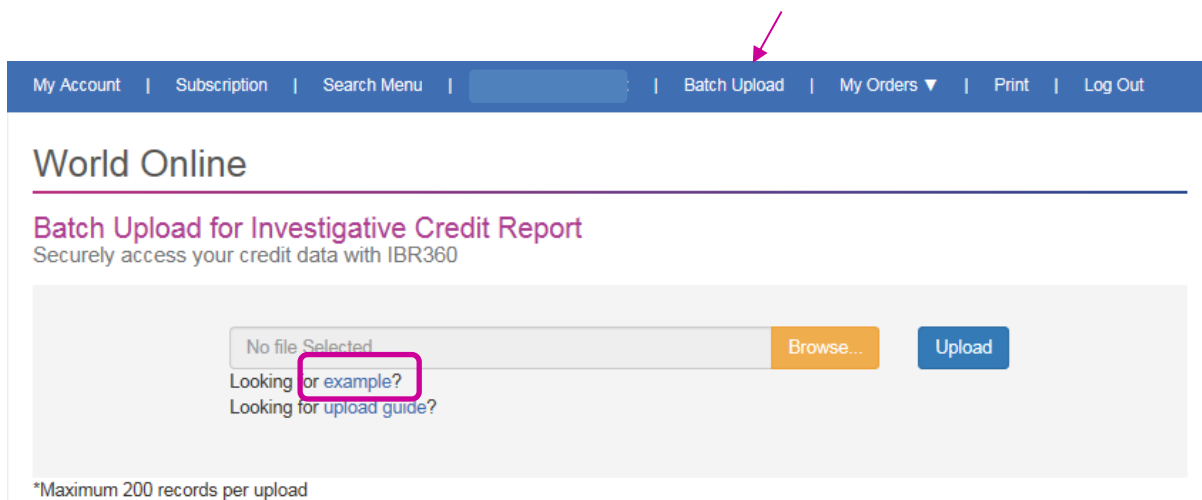 My Account | Subscription | Search Menu | | Batch Upload | My Orders ▼ | Print | Log Out
World Online
Batch Upload for Investigative Credit Report
Securely access your credit data with IBR360
No file Selected Browse... Upload
Looking for example?
Looking for upload guide?
*Maximum 200 records per upload